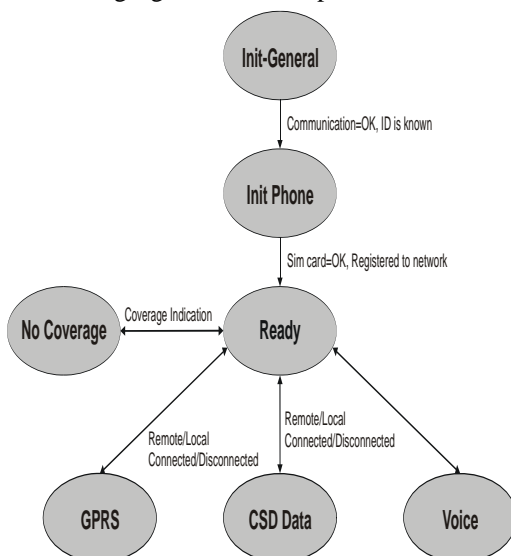 Init-General
Communication=OK, ID is known
Init Phone
Sim card=OK, Registered to network
No Coverage
Coverage Indication
Ready
Remote/Local
Connected/Disconnected
Remote/Local
Connected/Disconnected
GPRS
CSD Data
Voice